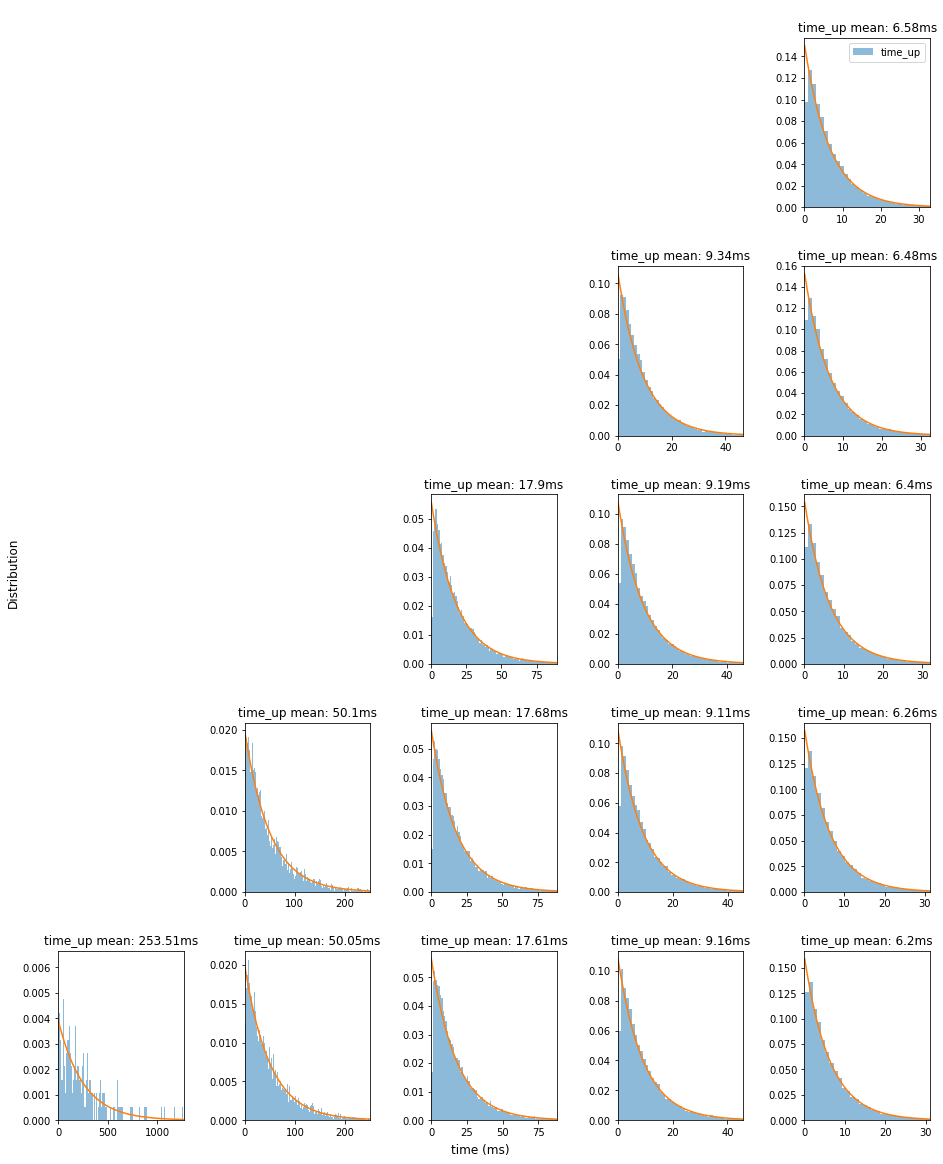 time_up mean: 6.58ms
time_up
0.14
0.12
0.10
0.08
0.06
0.04
0.02
0.00
0 10 20 30
time_up mean: 9.34ms
0.10
0.08
0.06
0.04
0.02
0.00
0 20 40
time_up mean: 6.48ms
0.16
0.14
0.12
0.10
0.08
0.06
0.04
0.02
0.00
0 10 20 30
time_up mean: 17.9ms
0.05
0.04
0.03
0.02
0.01
0.00
0 25 50 75
time_up mean: 9.19ms
0.10
0.08
0.06
0.04
0.02
0.00
0 20 40
time_up mean: 6.4ms
0.150
0.125
0.100
0.075
0.050
0.025
0.000
0 10 20 30
Distribution
time_up mean: 50.1ms
0.020
0.015
0.010
0.005
0.000
0 100 200
time_up mean: 17.68ms
0.05
0.04
0.03
0.02
0.01
0.00
0 25 50 75
time_up mean: 9.11ms
0.10
0.08
0.06
0.04
0.02
0.00
0 20 40
time_up mean: 6.26ms
0.150
0.125
0.100
0.075
0.050
0.025
0.000
0 10 20 30
time_up mean: 253.51ms
0.006
0.005
0.004
0.003
0.002
0.001
0.000
0 500 1000
time_up mean: 50.05ms
0.020
0.015
0.010
0.005
0.000
0 100 200
time_up mean: 17.61ms
0.05
0.04
0.03
0.02
0.01
0.00
0 25 50 75
time_up mean: 9.16ms
0.10
0.08
0.06
0.04
0.02
0.00
0 20 40
time_up mean: 6.2ms
0.150
0.125
0.100
0.075
0.050
0.025
0.000
0 10 20 30
time (ms)